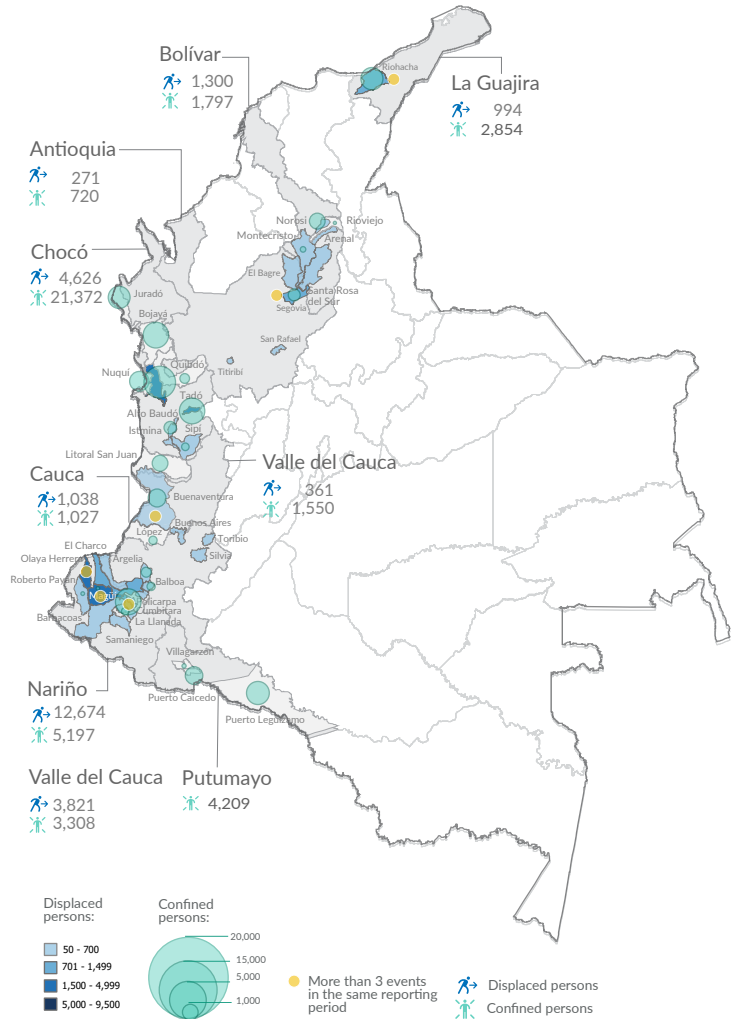 Bolívar
1,300
1,797
Riohacha
La Guajira
994
2,854
Antioquia
271
720
Norosí
Rioviejo
Montecristo
Arenal
Chocó
4,626
21,372
El Bagre
Santa Rosa
del Sur
Segovia
Juradó
Bojayá
San Rafael
Titiribí
Nuquí
Quibdó
Tadó
Alto Baudó
Istmina
Sipí
Litoral San Juan
Valle del Cauca
361
1,550
Cauca
1,038
1,027
Buenaventura
Buenos Aires
López
Toribio
Silvia
El Charco
Olaya Herrera
Argelia
Roberto Payán
Balboa
Magüí
Policarpa
Cumbitara
Barbacoas
La Llanada
Samaniego
Villagarzón
Nariño
12,674
5,197
Puerto Caicedo
Puerto Leguizamo
Valle del Cauca
3,821
3,308
Putumayo
4,209
Displaced
persons:
50 - 700
701 - 1,499
1,500 - 4,999
5,000 - 9,500
Confined
persons:
20,000
15,000
5,000
1,000
More than 3 events
in the same reporting
period
Displaced persons
Confined persons